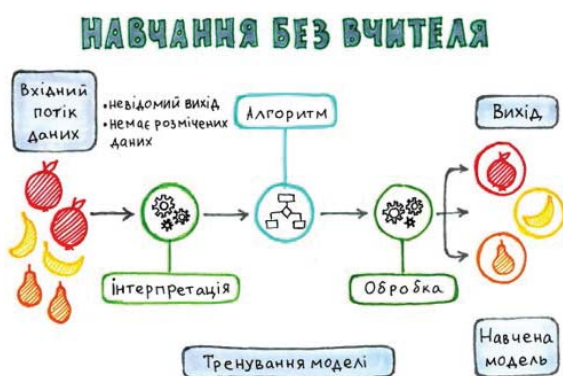 НАВЧАННЯ БЕЗ ВЧИТЕЛЯ
Вхідний
потік
даних
• невідомий вихід
• немає розмічених
даних
Алгоритм
Вихід
інтерпретація
Обробка
Тренування моделі
Навчена
модель